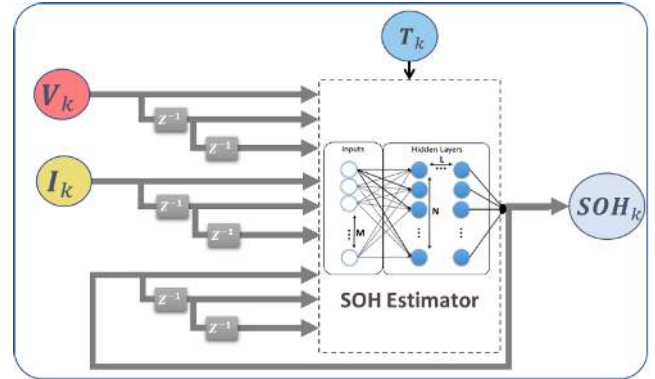 T_k
V_k
Z^{-1}
Z^{-1}
Inputs
Hidden Layers
L
...
I_k
N
M
SOH_k
Z^{-1}
Z^{-1}
SOH Estimator
Z^{-1}
Z^{-1}